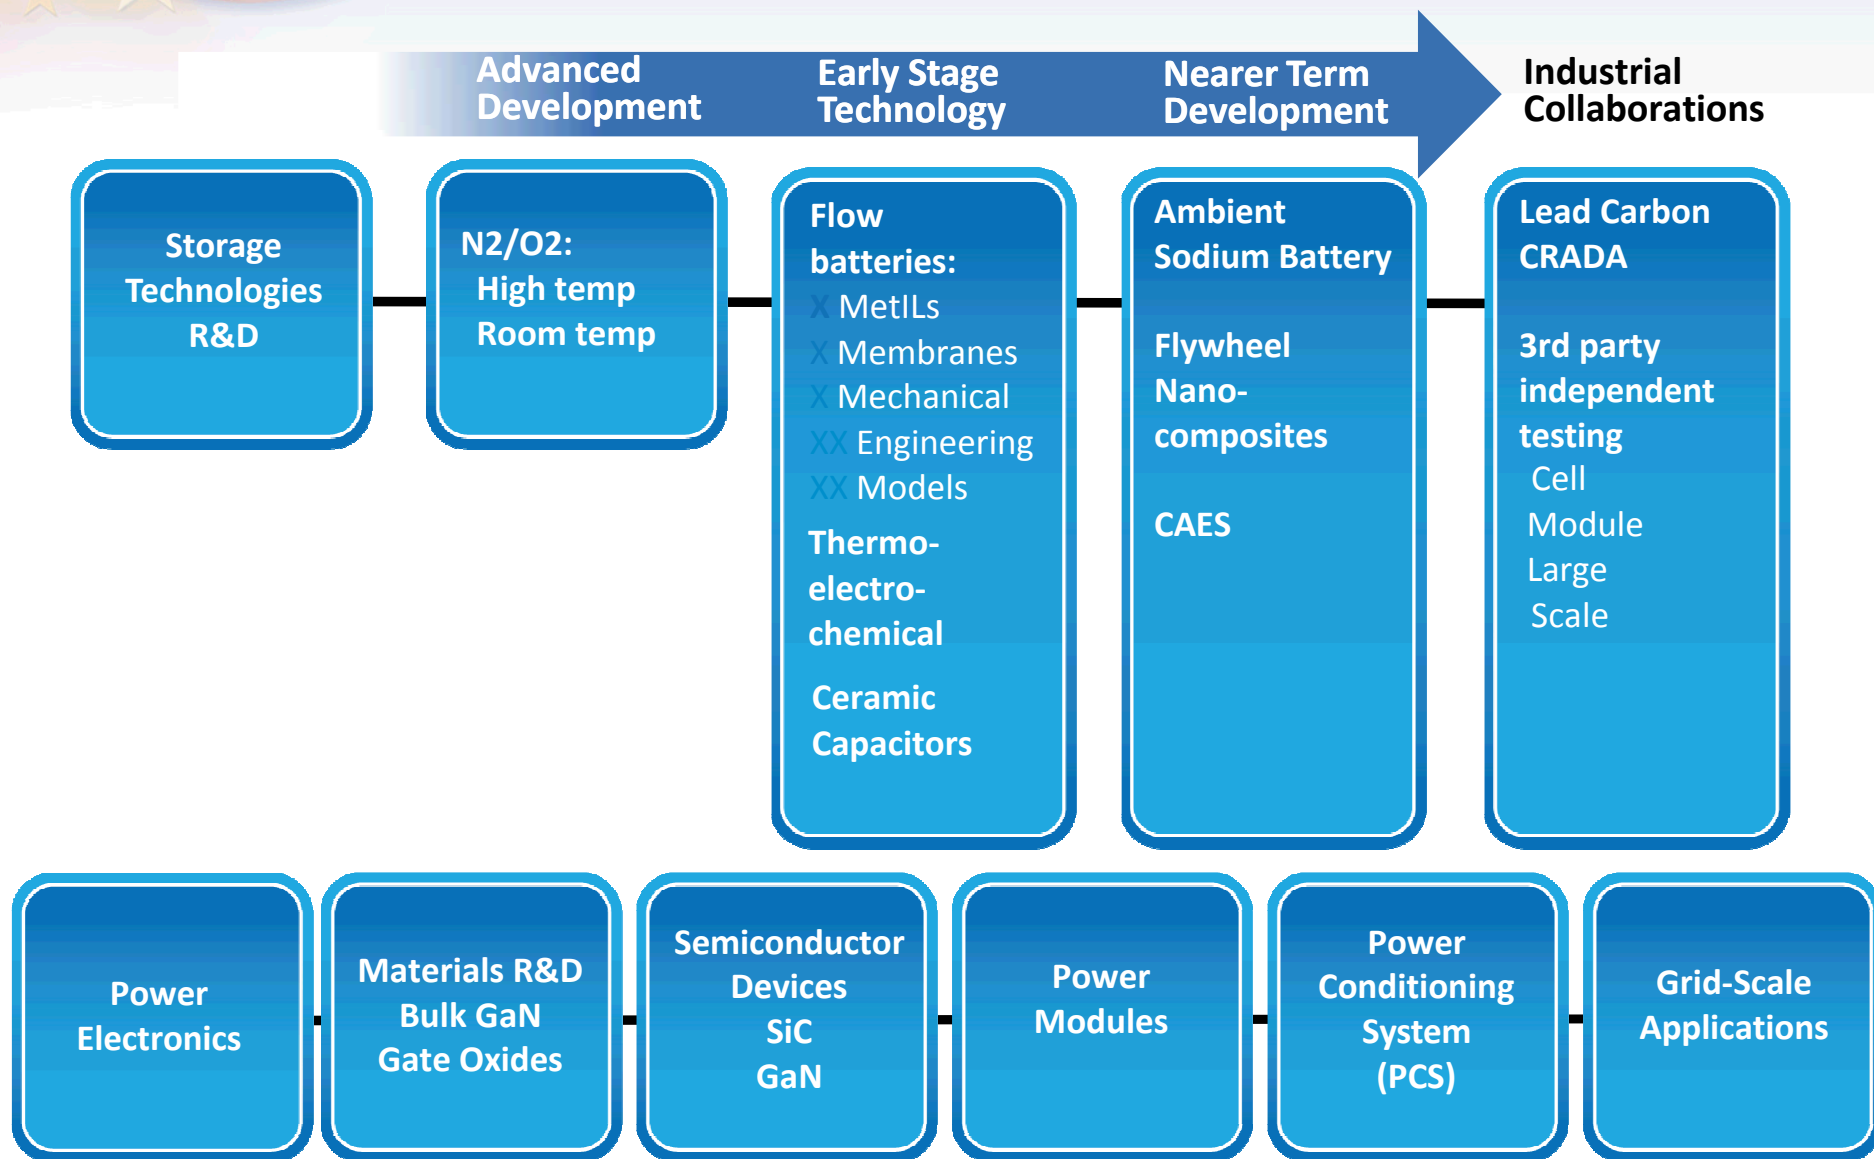 Advanced
Development
Early Stage
Technology
Nearer Term
Development
Industrial
Collaborations
Storage
Technologies
R&D
N2/O2:
High temp
Room temp
Flow
batteries:
X MetILs
X Membranes
X Mechanical
XX Engineering
XX Models
Thermo-
electro-
chemical
Ceramic
Capacitors
Ambient
Sodium Battery
Flywheel
Nano-
composites
CAES
Lead Carbon
CRADA
3rd party
independent
testing
Cell
Module
Large
Scale
Power
Electronics
Materials R&D
Bulk GaN
Gate Oxides
Semiconductor
Devices
SiC
GaN
Power
Modules
Power
Conditioning
System
(PCS)
Grid-Scale
Applications